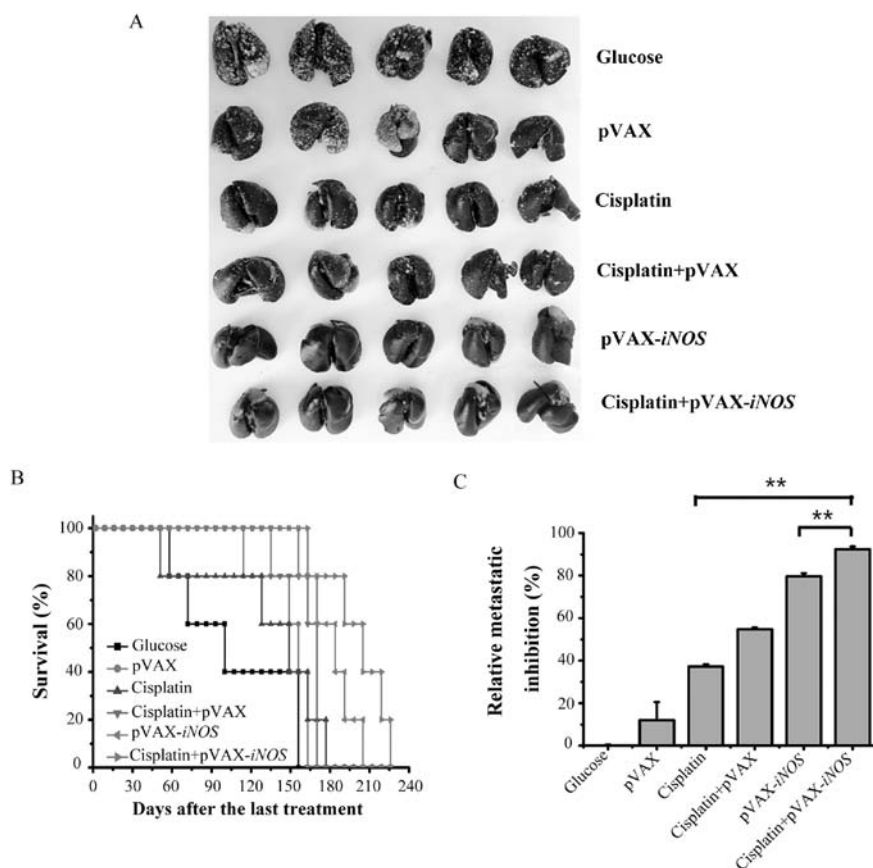 A
Glucose
pVAX
Cisplatin
Cisplatin+pVAX
pVAX-iNOS
Cisplatin+pVAX-iNOS
B
Survival (%)
100
80
60
40
20
0
Glucose
pVAX
Cisplatin
Cisplatin+pVAX
pVAX-iNOS
Cisplatin+pVAX-iNOS
0 30 60 90 120 150 180 210 240
Days after the last treatment
C
Relative metastatic
inhibition (%)
100
80
60
40
20
0
**
**
Glucose
pVAX
Cisplatin
Cisplatin+pVAX
pVAX-iNOS
Cisplatin+pVAX-iNOS